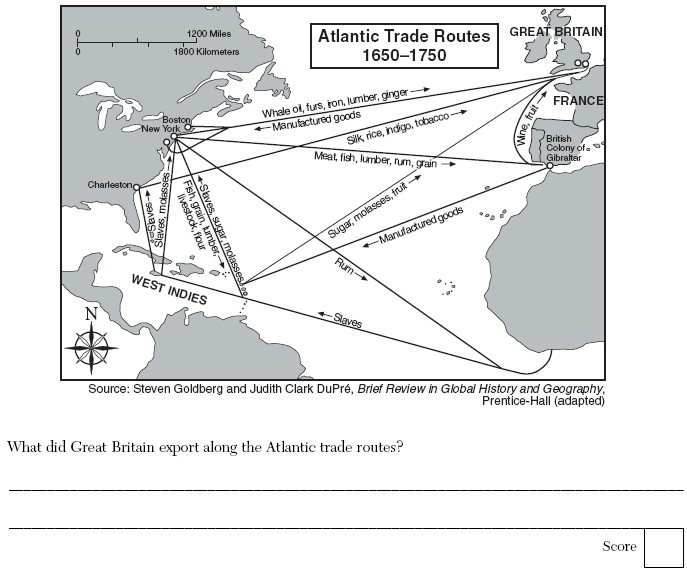 0 1200 Miles
0 1800 Kilometers
Atlantic Trade Routes
1650–1750
GREAT BRITAIN
FRANCE
Boston
New York
Charleston
WEST INDIES
British
Colony of
Gibraltar
Whale oil, furs, iron, lumber, ginger
Manufactured goods
Silk, rice, indigo, tobacco
Wine, fruit
Meat, fish, lumber, rum, grain
Sugar, molasses, fruit
Manufactured goods
Slaves
Slaves, molasses
Slaves, sugar, molasses
Fish, grain, lumber,
livestock, flour
Rum
Slaves
N
Source: Steven Goldberg and Judith Clark DuPré, Brief Review in Global History and Geography,
Prentice-Hall (adapted)
What did Great Britain export along the Atlantic trade routes?
Score